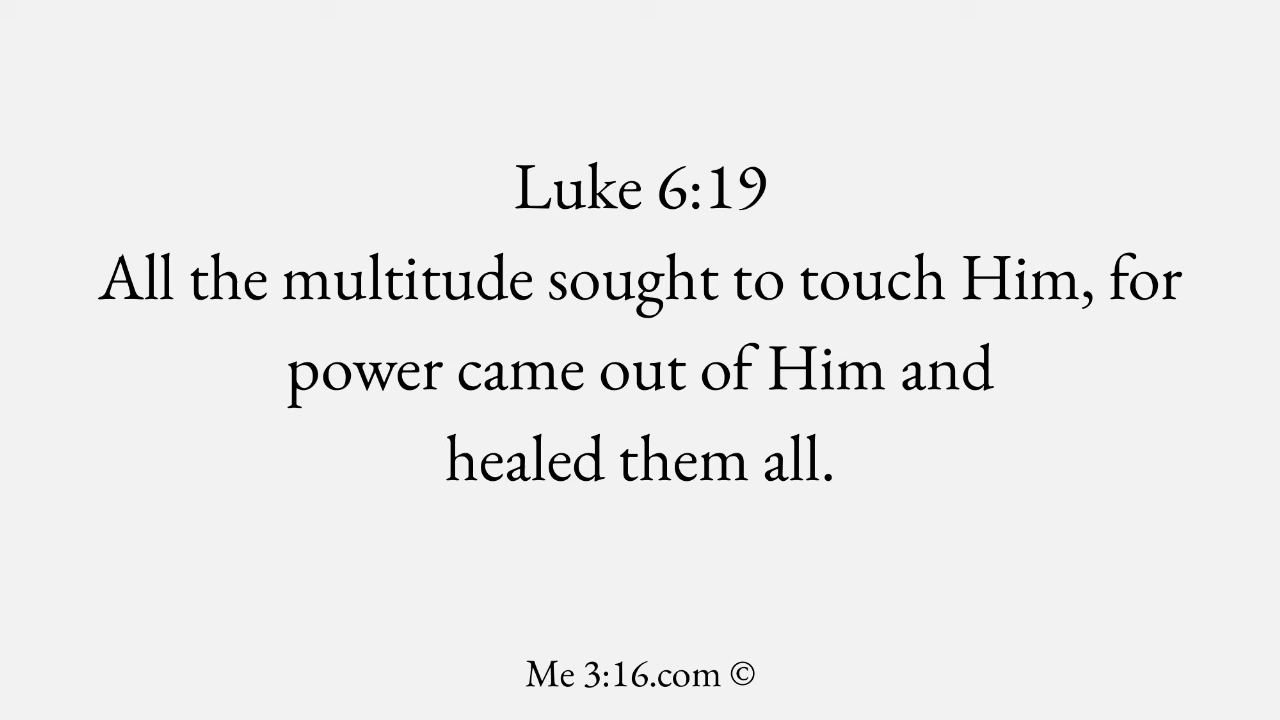 Luke 6:19
All the multitude sought to touch Him, for
power came out of Him and
healed them all.
Me 3:16.com ©